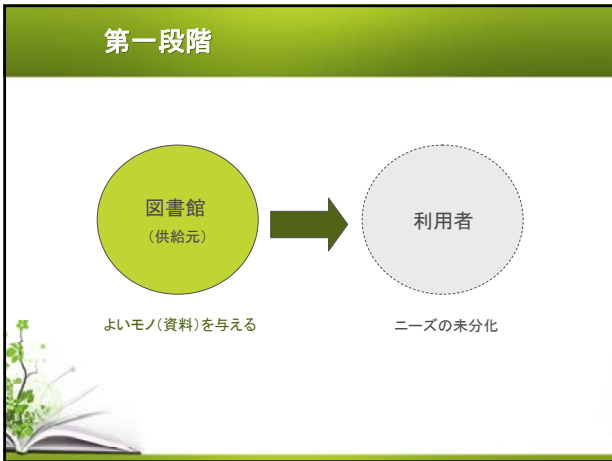 第一段階
図書館
（供給元）
利用者
よいモノ（資料）を与える
ニーズの未分化